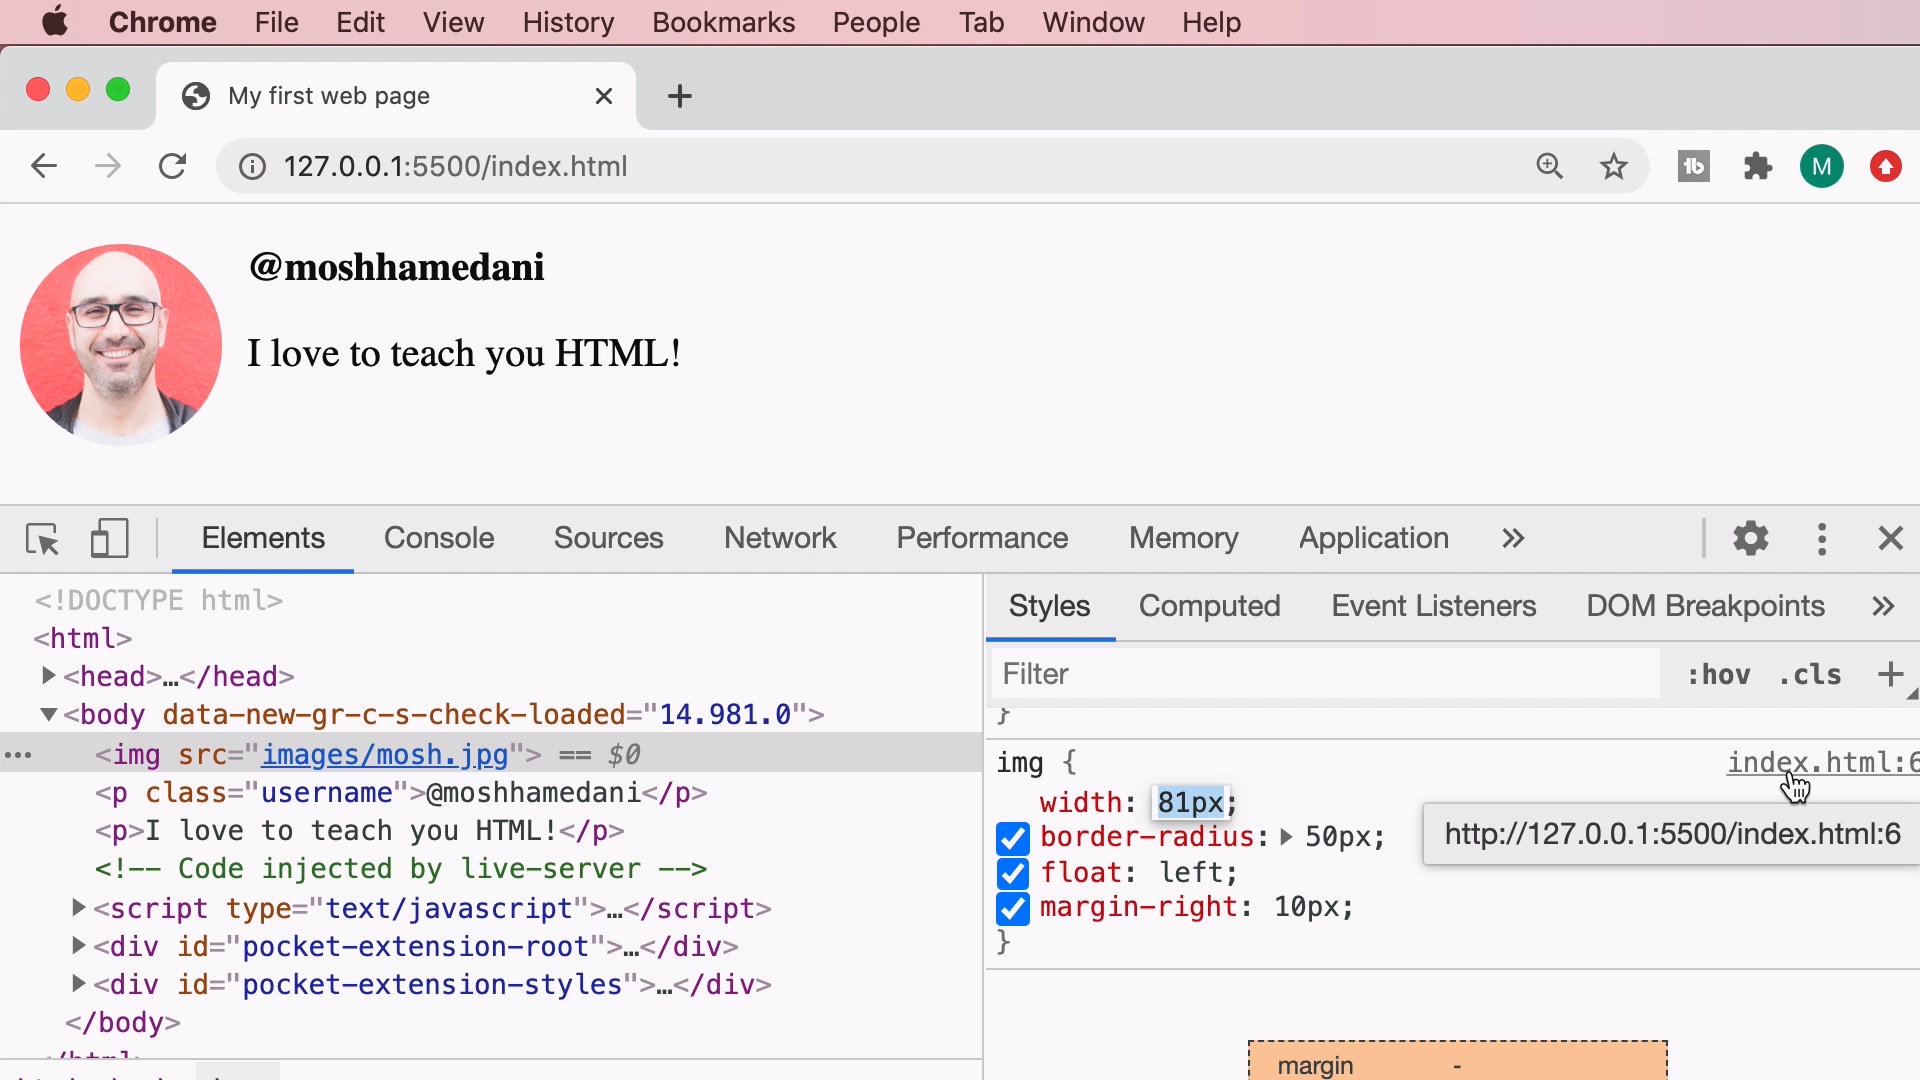 Chrome File Edit View History Bookmarks People Tab Window Help
My first web page
127.0.0.1:5500/index.html
M
@moshhamedani
I love to teach you HTML!
Elements Console Sources Network Performance Memory Application
<!DOCTYPE html>
<html>
<head>…</head>
<body data-new-gr-c-s-check-loaded="14.981.0">
<img src="images/mosh.jpg"> == $0
<p class="username">@moshhamedani</p>
<p>I love to teach you HTML!</p>
<!-- Code injected by live-server -->
<script type="text/javascript">…</script>
<div id="pocket-extension-root">…</div>
<div id="pocket-extension-styles">…</div>
</body>
Styles Computed Event Listeners DOM Breakpoints
Filter :hov .cls +
}
img { index.html:6
width: 81px;
border-radius: 50px;
float: left;
margin-right: 10px;
}
http://127.0.0.1:5500/index.html:6
margin -